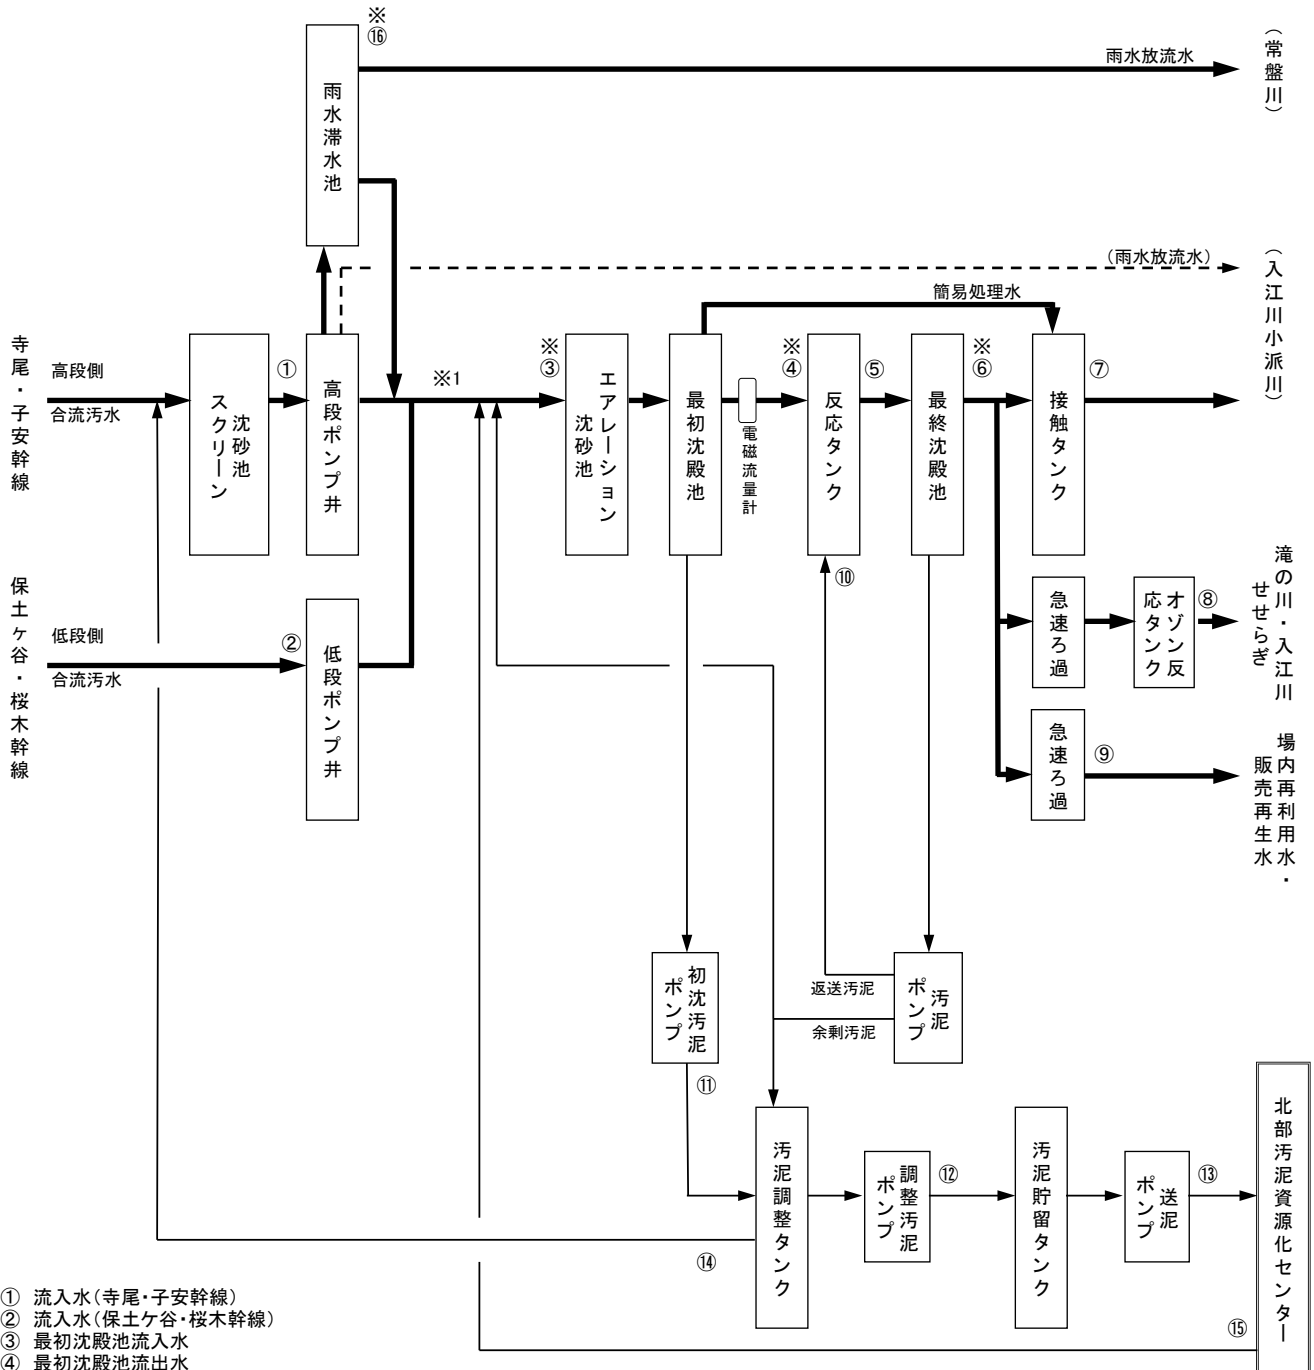 ※
⑯
雨水放流水
（常盤川）
雨水滞水池
（雨水放流水）
（入江川小派川）
簡易処理水
寺尾・子安幹線
高段側
合流汚水
スクリーン
沈砂池
①
高段ポンプ井
※1
※
③
エアレーション
沈砂池
最初沈殿池
電磁流量計
※
④
反応タンク
⑤
最終沈殿池
※
⑥
接触タンク
⑦
保土ヶ谷・桜木幹線
低段側
合流汚水
②
低段ポンプ井
⑩
急速ろ過
オゾン反
応タンク
⑧
滝の川・入江川
せせらぎ
急速ろ過
⑨
場内再利用水・
販売再生水
初沈汚泥
ポンプ
返送汚泥
余剰汚泥
汚泥
ポンプ
⑪
汚泥調整タンク
調整汚泥
ポンプ
⑫
汚泥貯留タンク
送泥
ポンプ
⑬
北部汚泥資源化センター
⑭
⑮
① 流入水(寺尾・子安幹線)
② 流入水(保土ケ谷・桜木幹線)
③ 最初沈殿池流入水
④ 最初沈殿池流出水